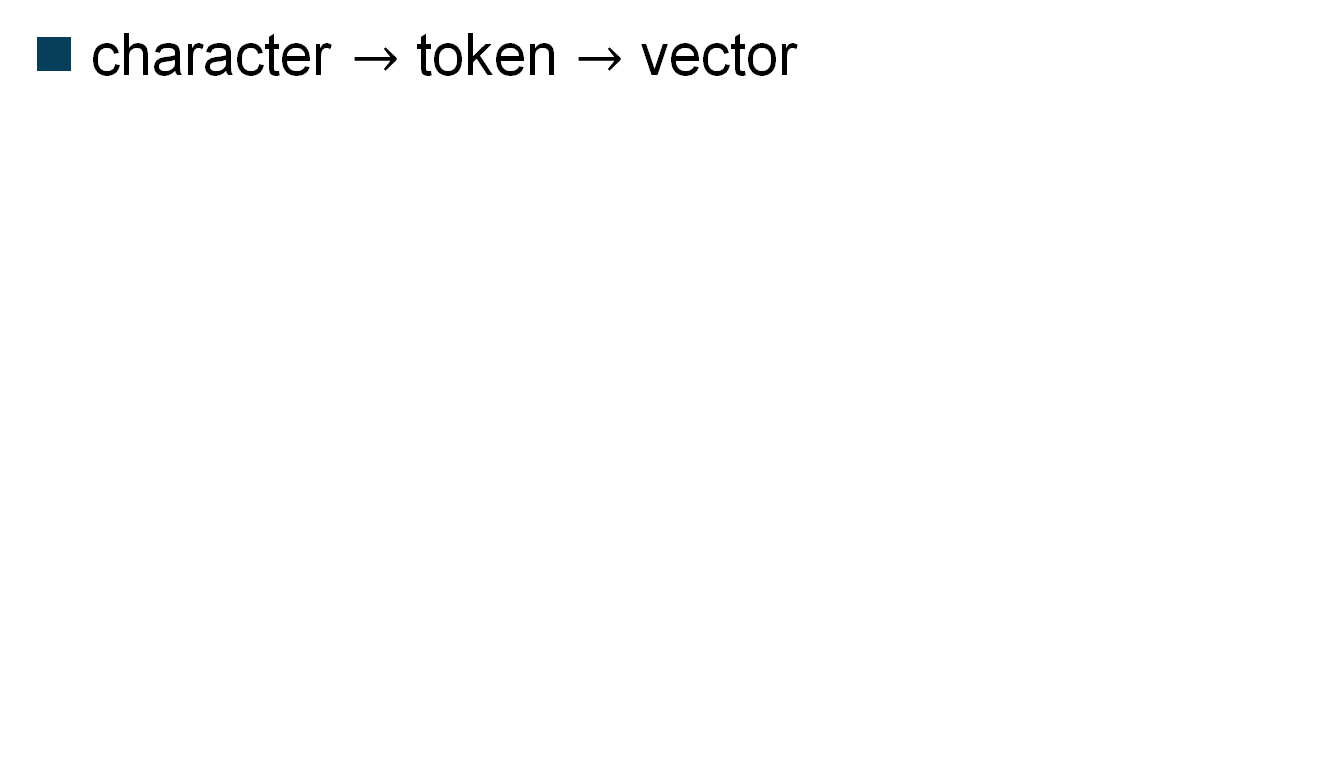 ■ character → token → vector